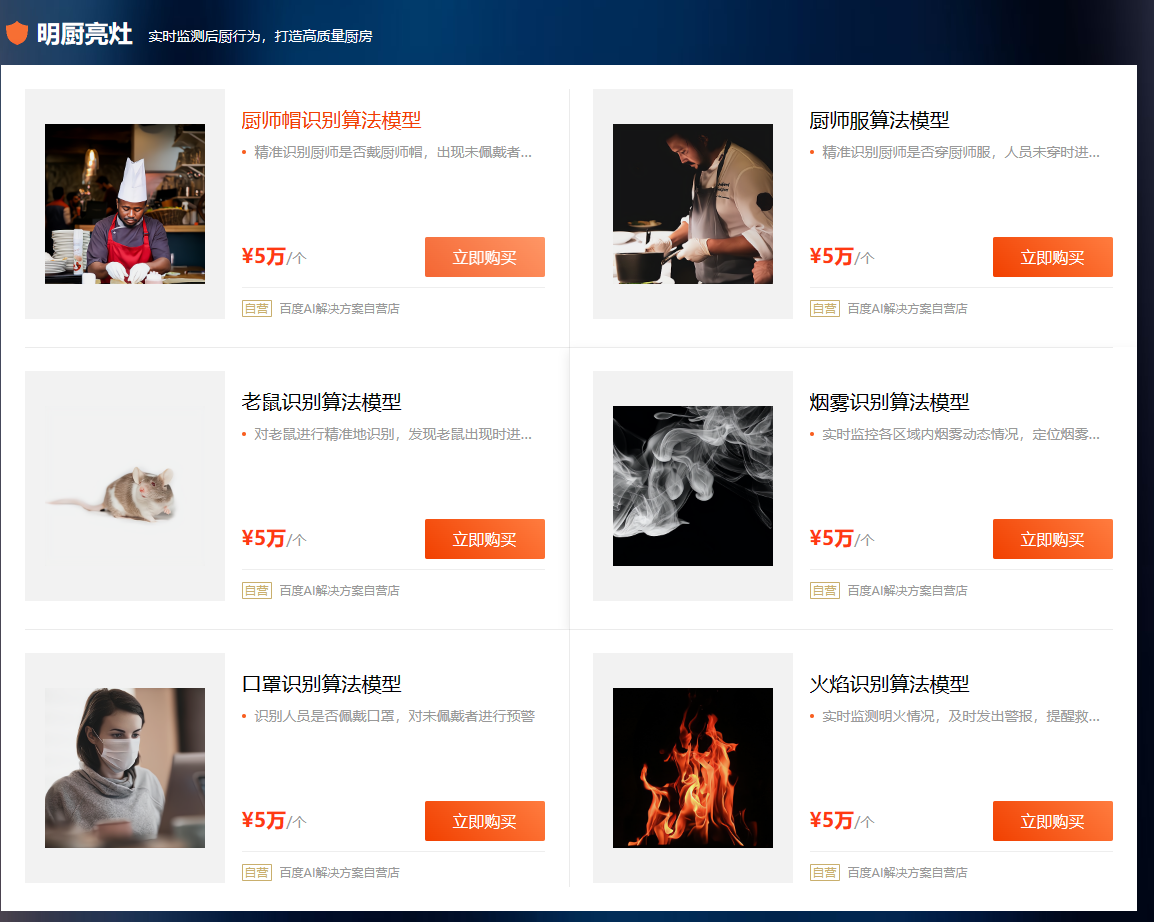 明厨亮灶 实时监测后厨行为，打造高质量厨房
厨师帽识别算法模型
• 精准识别厨师是否戴厨师帽，出现未佩戴者...
¥5万/个
立即购买
自营 百度AI解决方案自营店
厨师服算法模型
• 精准识别厨师是否穿厨师服，人员未穿时进...
¥5万/个
立即购买
自营 百度AI解决方案自营店
老鼠识别算法模型
• 对老鼠进行精准地识别，发现老鼠出现时进...
¥5万/个
立即购买
自营 百度AI解决方案自营店
烟雾识别算法模型
• 实时监控各区域内烟雾动态情况，定位烟雾...
¥5万/个
立即购买
自营 百度AI解决方案自营店
口罩识别算法模型
• 识别人员是否佩戴口罩，对未佩戴者进行预警
¥5万/个
立即购买
自营 百度AI解决方案自营店
火焰识别算法模型
• 实时监测明火情况，及时发出警报，提醒救...
¥5万/个
立即购买
自营 百度AI解决方案自营店